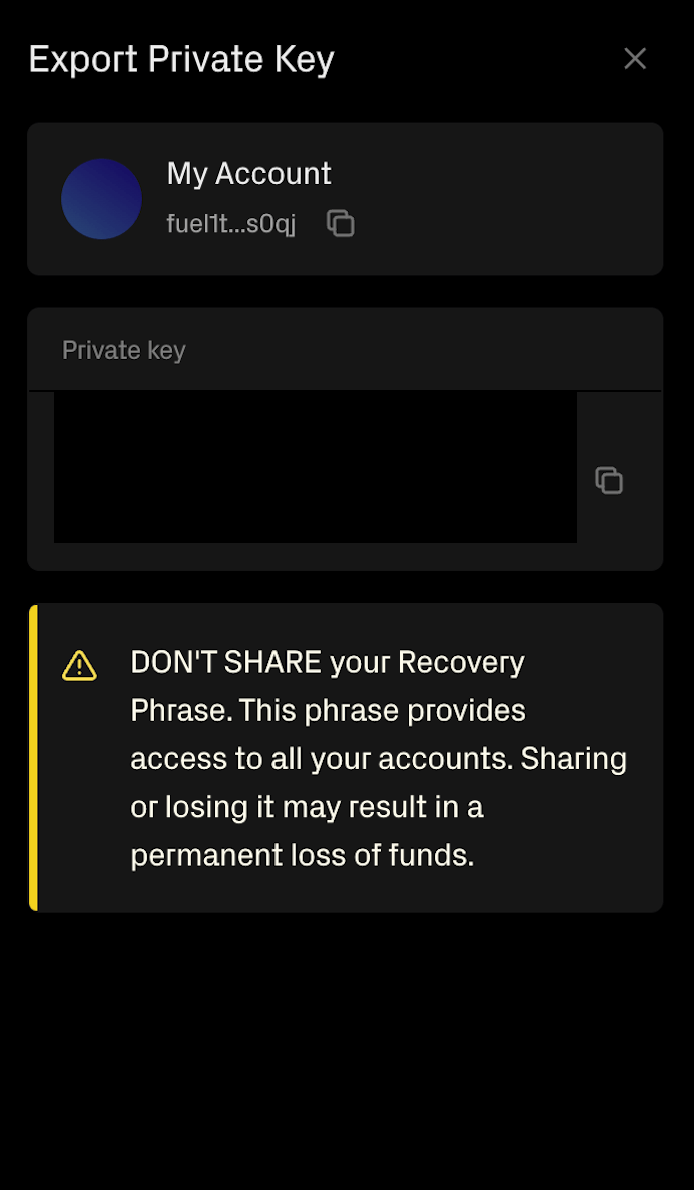 Export Private Key
My Account
fuel1t...s0qj
Private key
DON'T SHARE your Recovery
Phrase. This phrase provides
access to all your accounts. Sharing
or losing it may result in a
permanent loss of funds.